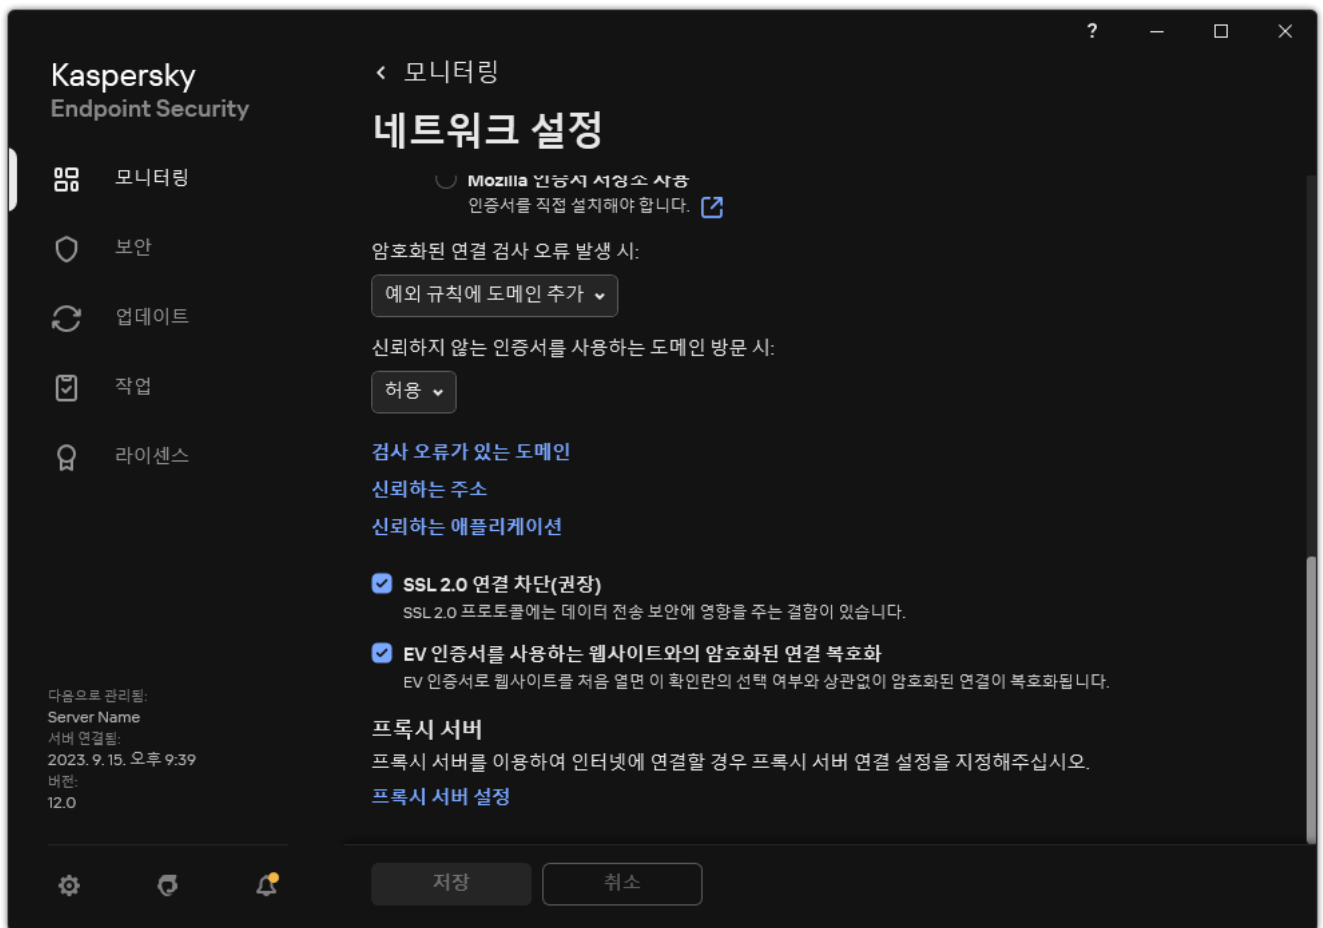 ?
Kaspersky
Endpoint Security
모니터링
보안
업데이트
작업
라이센스
다음으로 관리됨:
Server Name
서버 연결됨:
2023. 9. 15. 오후 9:39
버전:
12.0
모니터링
네트워크 설정
Mozilla 인증서 저장소 사용
인증서를 직접 설치해야 합니다.
암호화된 연결 검사 오류 발생 시:
예외 규칙에 도메인 추가
신뢰하지 않는 인증서를 사용하는 도메인 방문 시:
허용
검사 오류가 있는 도메인
신뢰하는 주소
신뢰하는 애플리케이션
SSL 2.0 연결 차단(권장)
SSL 2.0 프로토콜에는 데이터 전송 보안에 영향을 주는 결함이 있습니다.
EV 인증서를 사용하는 웹사이트와의 암호화된 연결 복호화
EV 인증서로 웹사이트를 처음 열면 이 확인란의 선택 여부와 상관없이 암호화된 연결이 복호화됩니다.
프록시 서버
프록시 서버를 이용하여 인터넷에 연결할 경우 프록시 서버 연결 설정을 지정해주십시오.
프록시 서버 설정
저장
취소